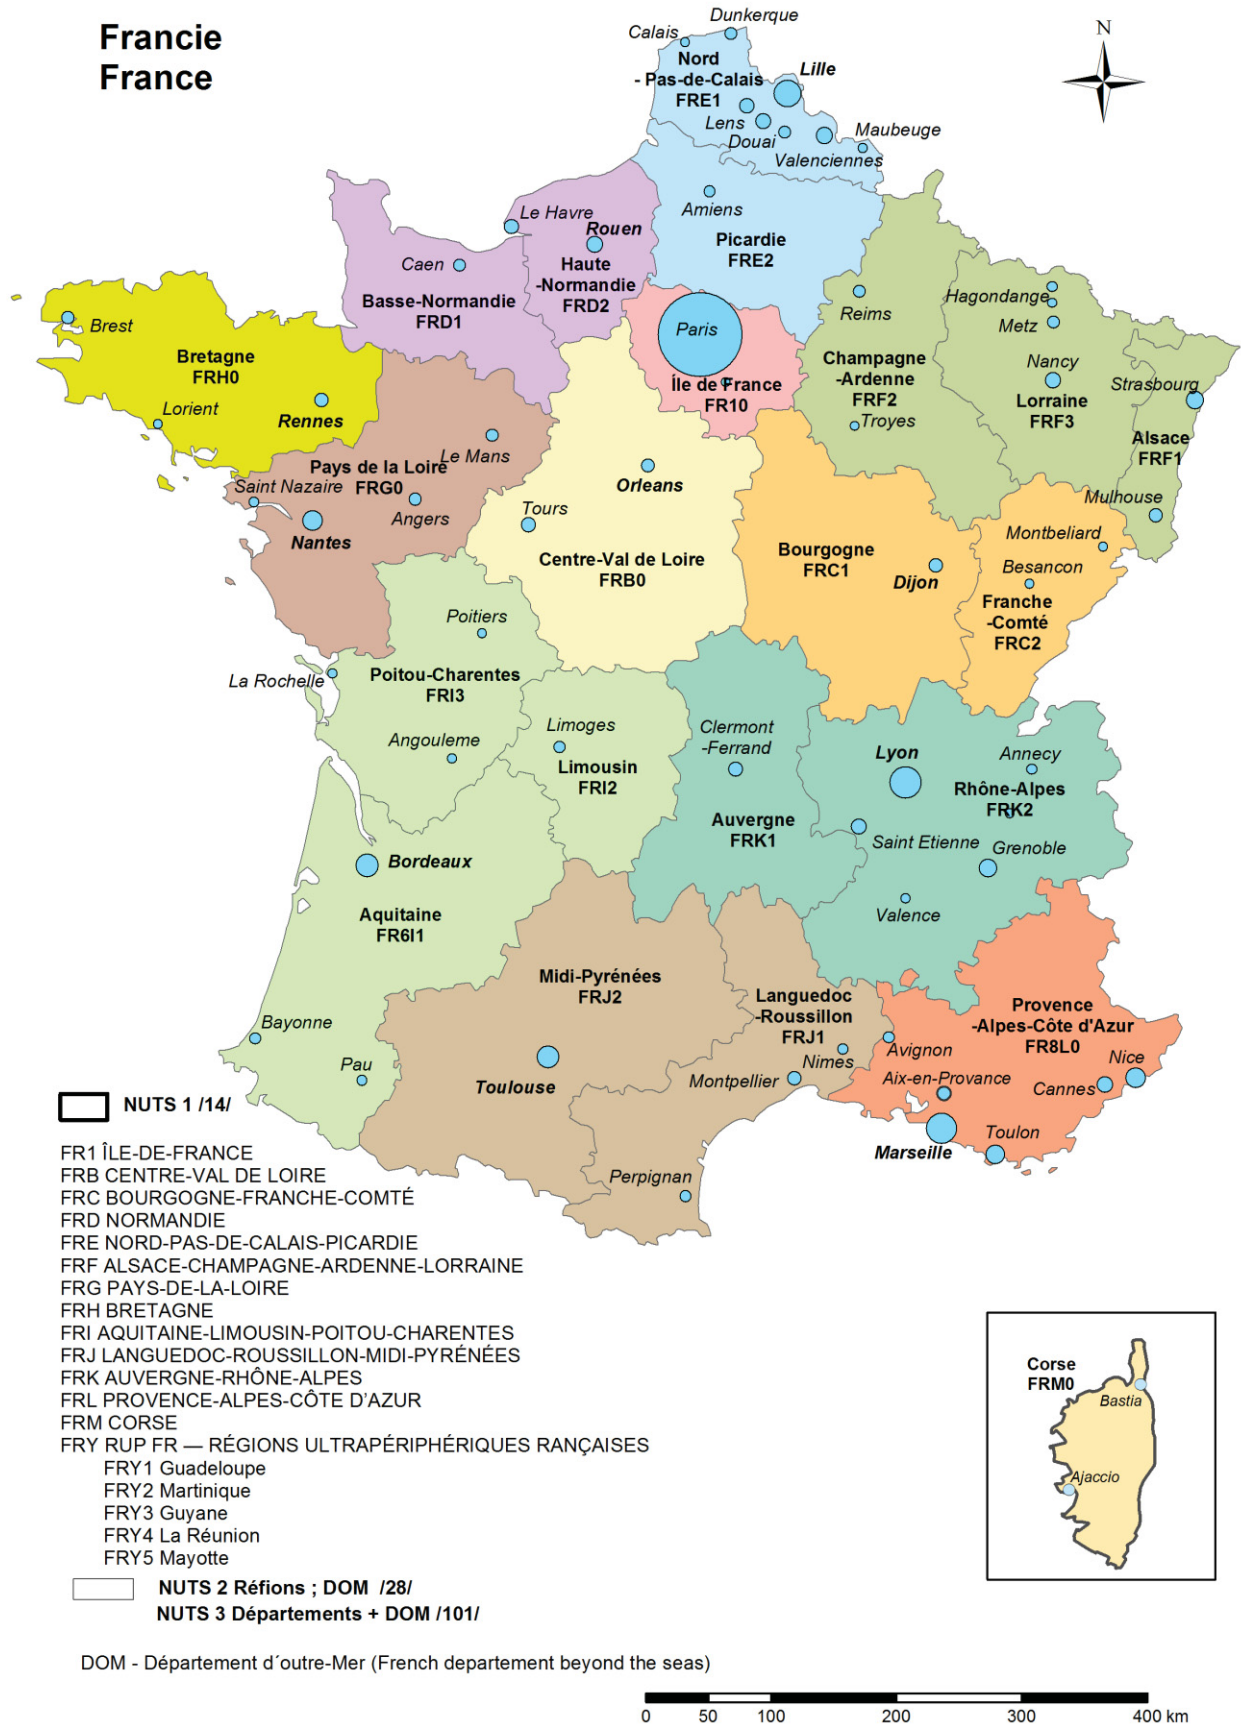 Francie
France
N
Dunkerque
Calais
Nord
- Pas-de-Calais
FRE1
Lille
Lens
Douai
Maubeuge
Valenciennes
Amiens
Picardie
FRE2
Le Havre
Rouen
Haute
-Normandie
FRD2
Caen
Basse-Normandie
FRD1
Reims
Hagondange
Metz
Nancy
Strasbourg
Champagne
-Ardenne
FRF2
Troyes
Lorraine
FRF3
Alsace
FRF1
Mulhouse
Paris
Île de France
FR10
Brest
Bretagne
FRH0
Lorient
Rennes
Le Mans
Pays de la Loire
FRG0
Saint Nazaire
Angers
Nantes
Orleans
Tours
Centre-Val de Loire
FRB0
Bourgogne
FRC1
Dijon
Montbeliard
Besancon
Franche
-Comté
FRC2
Poitiers
La Rochelle
Poitou-Charentes
FRI3
Angouleme
Limoges
Limousin
FRI2
Clermont
-Ferrand
Auvergne
FRK1
Lyon
Annecy
Rhône-Alpes
FRK2
Saint Etienne
Grenoble
Valence
Bordeaux
Aquitaine
FR6I1
Midi-Pyrénées
FRJ2
Languedoc
-Roussillon
FRJ1
Provence
-Alpes-Côte d'Azur
FR8L0
Bayonne
Pau
Toulouse
Montpellier
Nimes
Avignon
Aix-en-Provance
Nice
Cannes
Marseille
Toulon
Perpignan
NUTS 1 /14/
FR1 ÎLE-DE-FRANCE
FRB CENTRE-VAL DE LOIRE
FRC BOURGOGNE-FRANCHE-COMTÉ
FRD NORMANDIE
FRE NORD-PAS-DE-CALAIS-PICARDIE
FRF ALSACE-CHAMPAGNE-ARDENNE-LORRAINE
FRG PAYS-DE-LA-LOIRE
FRH BRETAGNE
FRI AQUITAINE-LIMOUSIN-POITOU-CHARENTES
FRJ LANGUEDOC-ROUSSILLON-MIDI-PYRÉNÉES
FRK AUVERGNE-RHÔNE-ALPES
FRL PROVENCE-ALPES-CÔTE D'AZUR
FRM CORSE
FRY RUP FR — RÉGIONS ULTRAPÉRIPHÉRIQUES RANÇAISES
FRY1 Guadeloupe
FRY2 Martinique
FRY3 Guyane
FRY4 La Réunion
FRY5 Mayotte
NUTS 2 Réfions ; DOM /28/
NUTS 3 Départements + DOM /101/
DOM - Département d´outre-Mer (French departement beyond the seas)
Corse
FRM0
Bastia
Ajaccio
0 50 100 200 300 400 km